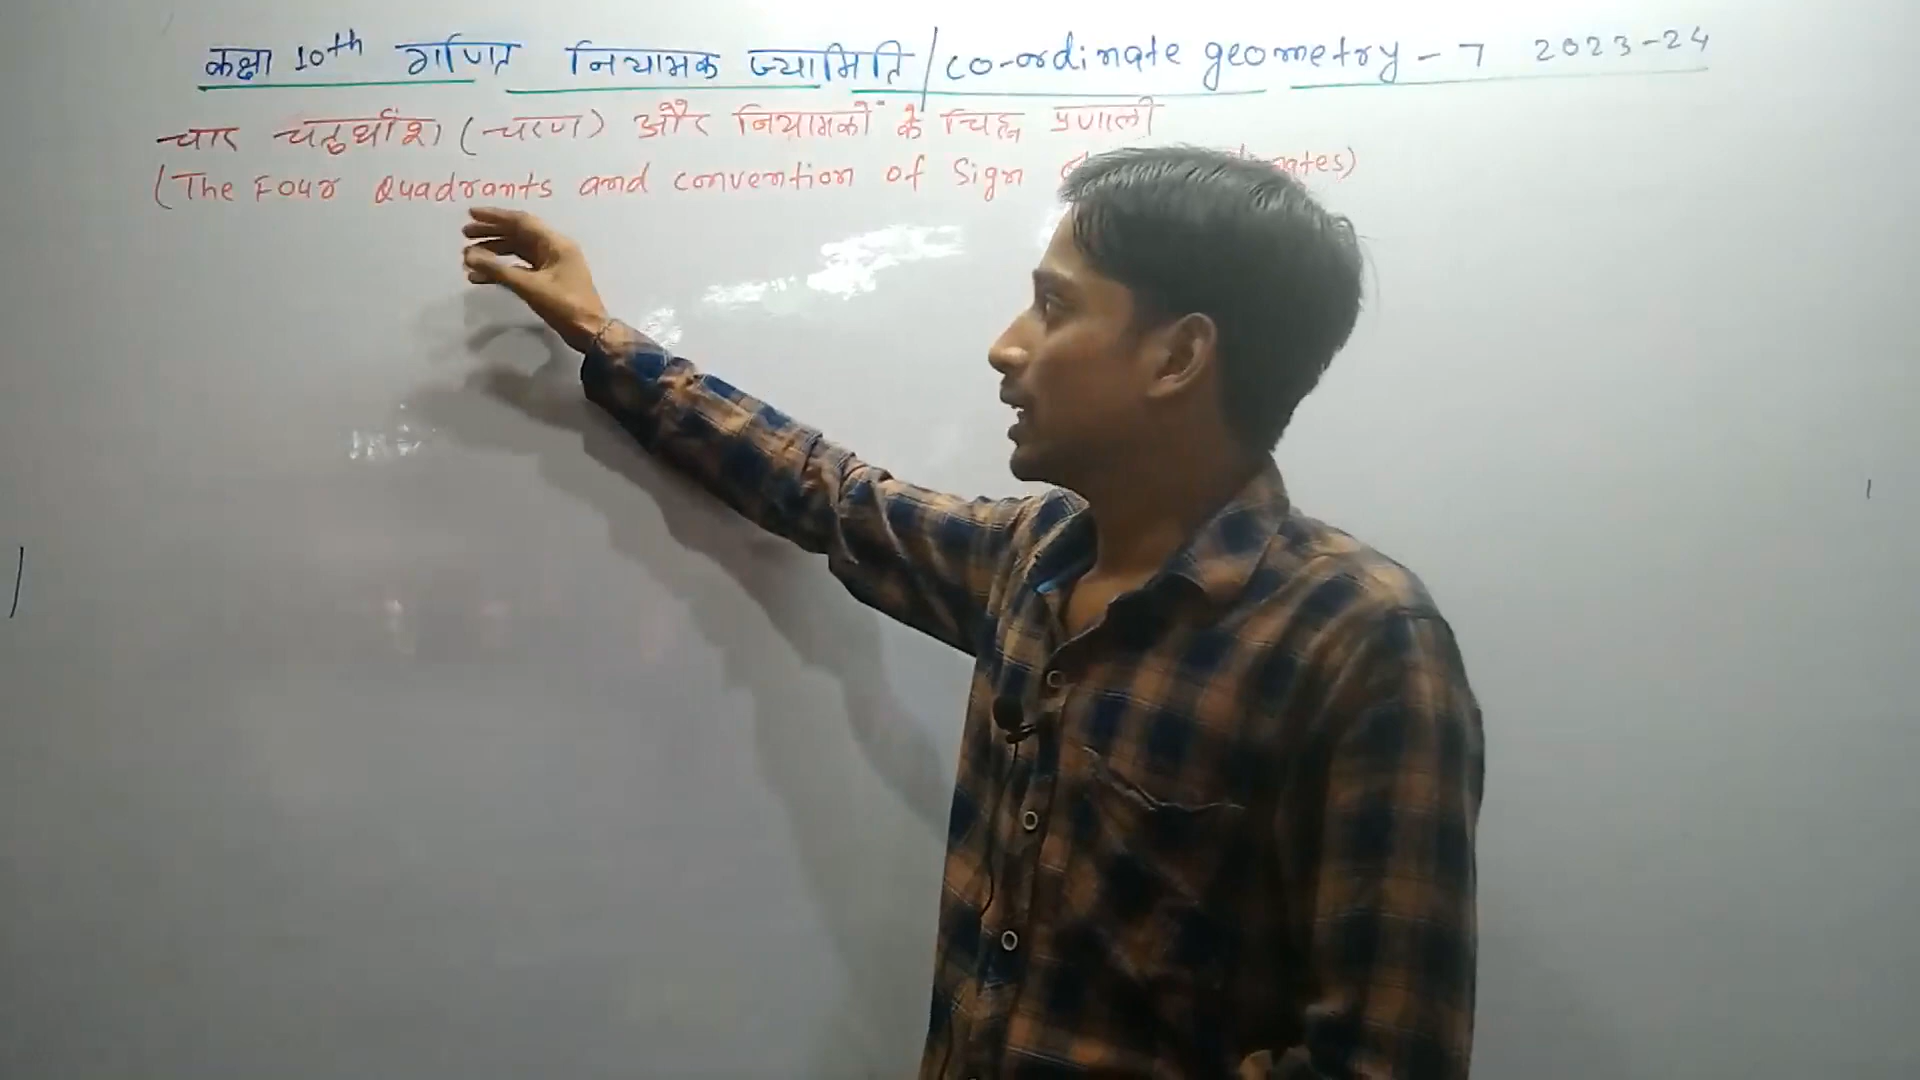 कक्षा 10th गणित नियामक ज्यामिति / co-ordinate geometry - 7 2023-24
चार चतुर्थांश (चरण) और नियामकों के चिह्न प्रणाली
(The Four Quadrants and convention of Sign